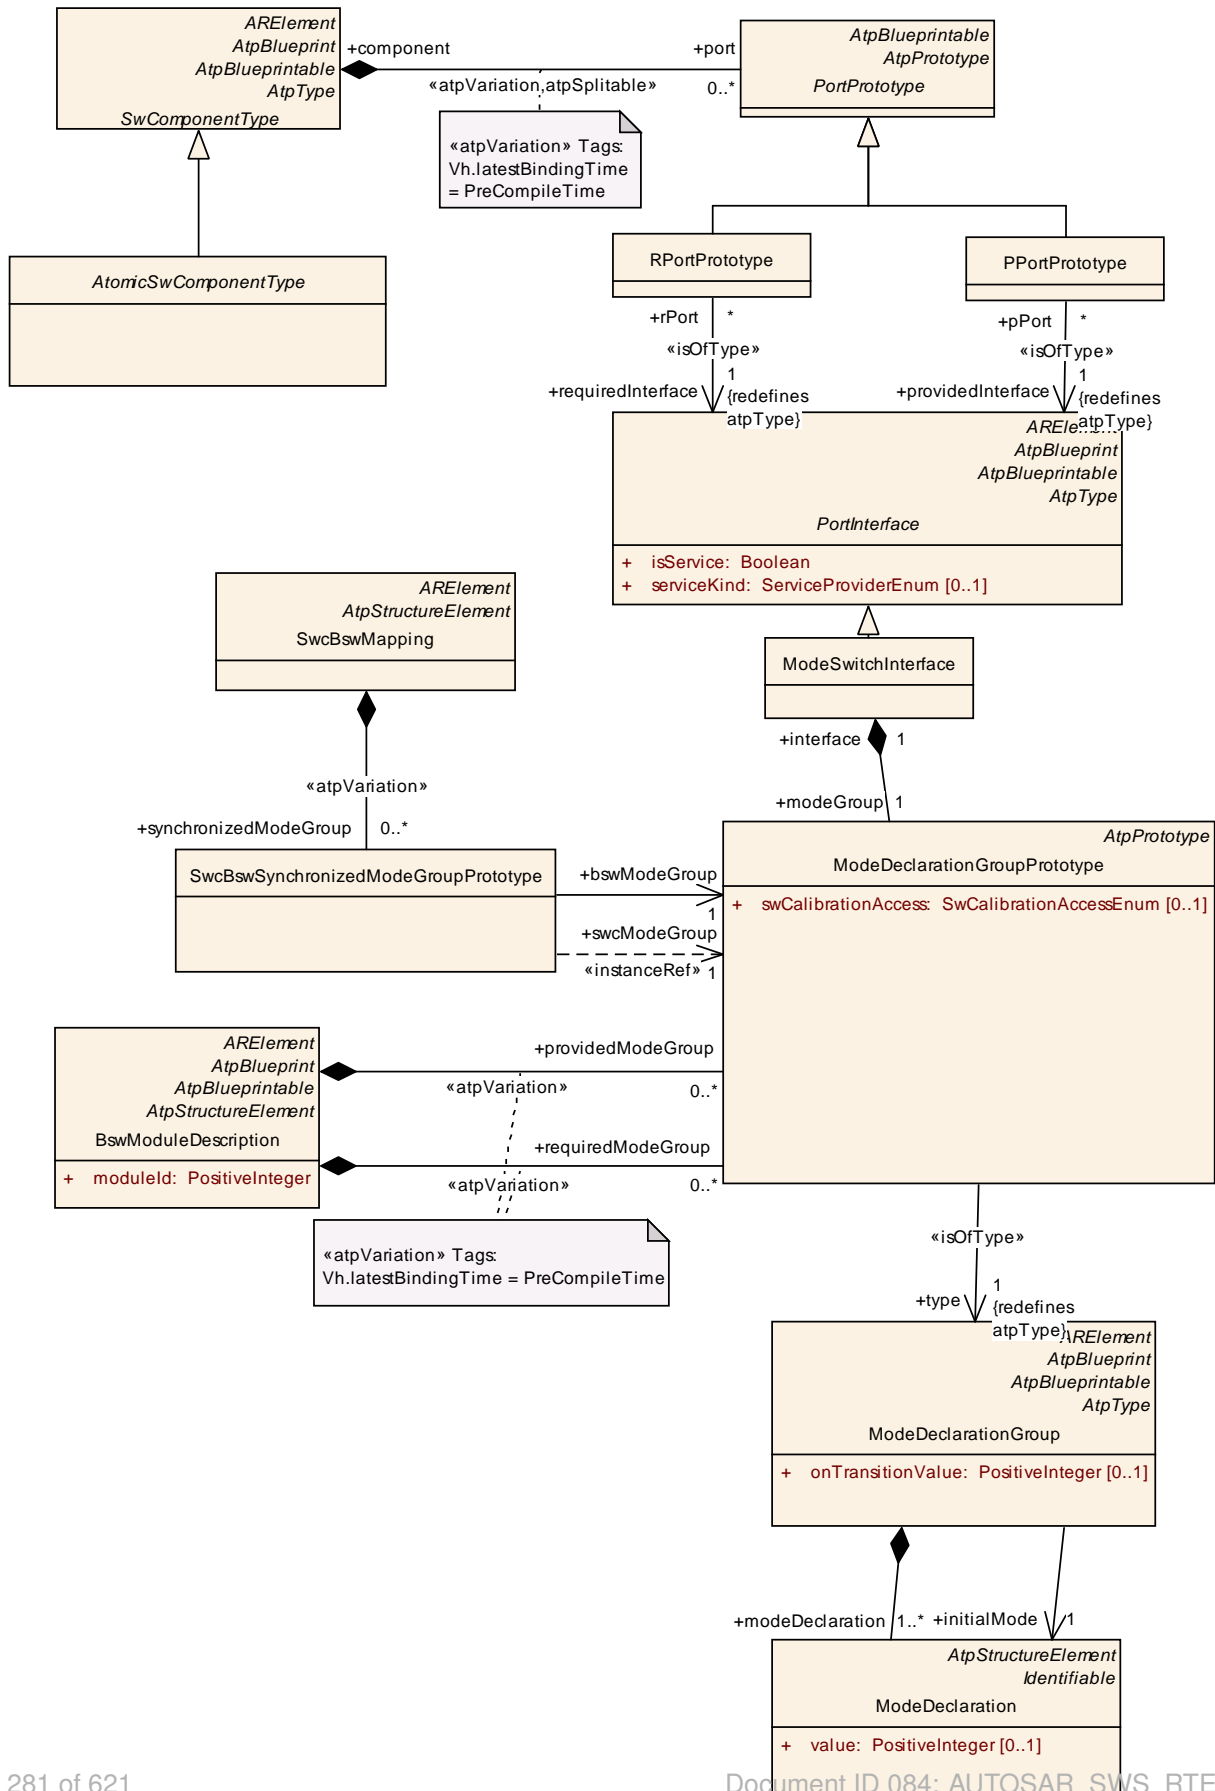 ARElement
AtpBlueprint
AtpBlueprintable
AtpType
SwComponentType
+component
+port
«atpVariation,atpSplitable»
0..*
AtpBlueprintable
AtpPrototype
PortPrototype
«atpVariation» Tags:
Vh.latestBindingTime
= PreCompileTime
AtomicSwComponentType
RPortPrototype
PPortPrototype
+rPort
*
«isOfType»
+requiredInterface
1
{redefines
atpType}
+pPort
*
«isOfType»
+providedInterface
1
{redefines
atpType}
AtpBlueprint
AtpBlueprintable
AtpType
PortInterface
+ isService: Boolean
+ serviceKind: ServiceProviderEnum [0..1]
ARElement
AtpStructureElement
SwcBswMapping
ModeSwitchInterface
+interface
1
+modeGroup
1
«atpVariation»
+synchronizedModeGroup
0..*
SwcBswSynchronizedModeGroupPrototype
+bswModeGroup
1
+swcModeGroup
«instanceRef»
1
AtpPrototype
ModeDeclarationGroupPrototype
+ swCalibrationAccess: SwCalibrationAccessEnum [0..1]
ARElement
AtpBlueprint
AtpBlueprintable
AtpStructureElement
BswModuleDescription
+ moduleId: PositiveInteger
+providedModeGroup
«atpVariation»
0..*
+requiredModeGroup
«atpVariation»
0..*
«atpVariation» Tags:
Vh.latestBindingTime = PreCompileTime
«isOfType»
+type
1
{redefines
atpType}
ARElement
AtpBlueprint
AtpBlueprintable
AtpType
ModeDeclarationGroup
+ onTransitionValue: PositiveInteger [0..1]
+modeDeclaration
1..*
+initialMode
1
AtpStructureElement
Identifiable
ModeDeclaration
+ value: PositiveInteger [0..1]
281 of 621
Document ID 084: AUTOSAR_SWS_RTE